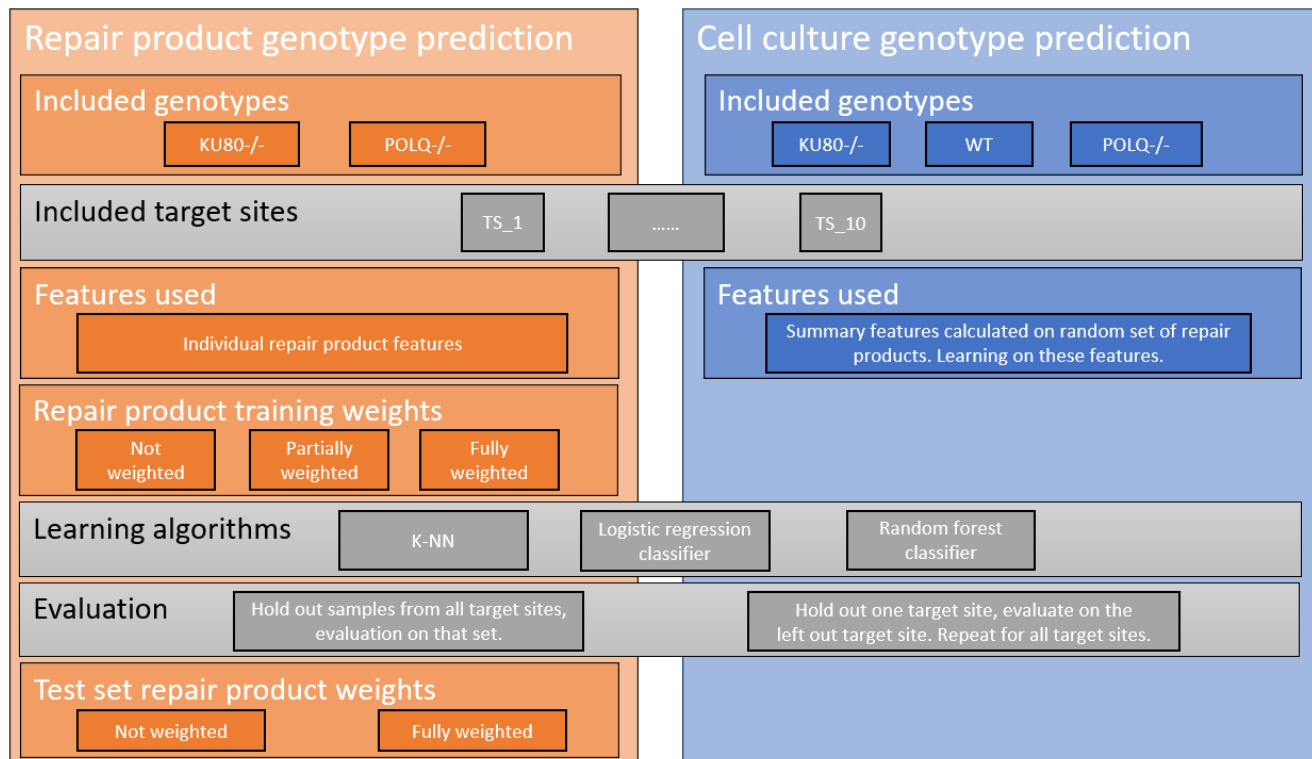 Repair product genotype prediction
Cell culture genotype prediction
Included genotypes
KU80-/-
POLQ-/-
Included genotypes
KU80-/-
WT
POLQ-/-
Included target sites
TS_1
......
TS_10
Features used
Individual repair product features
Features used
Summary features calculated on random set of repair
products. Learning on these features.
Repair product training weights
Not
weighted
Partially
weighted
Fully
weighted
Learning algorithms
K-NN
Logistic regression
classifier
Random forest
classifier
Evaluation
Hold out samples from all target sites,
evaluation on that set.
Hold out one target site, evaluate on the
left out target site. Repeat for all target sites.
Test set repair product weights
Not weighted
Fully weighted